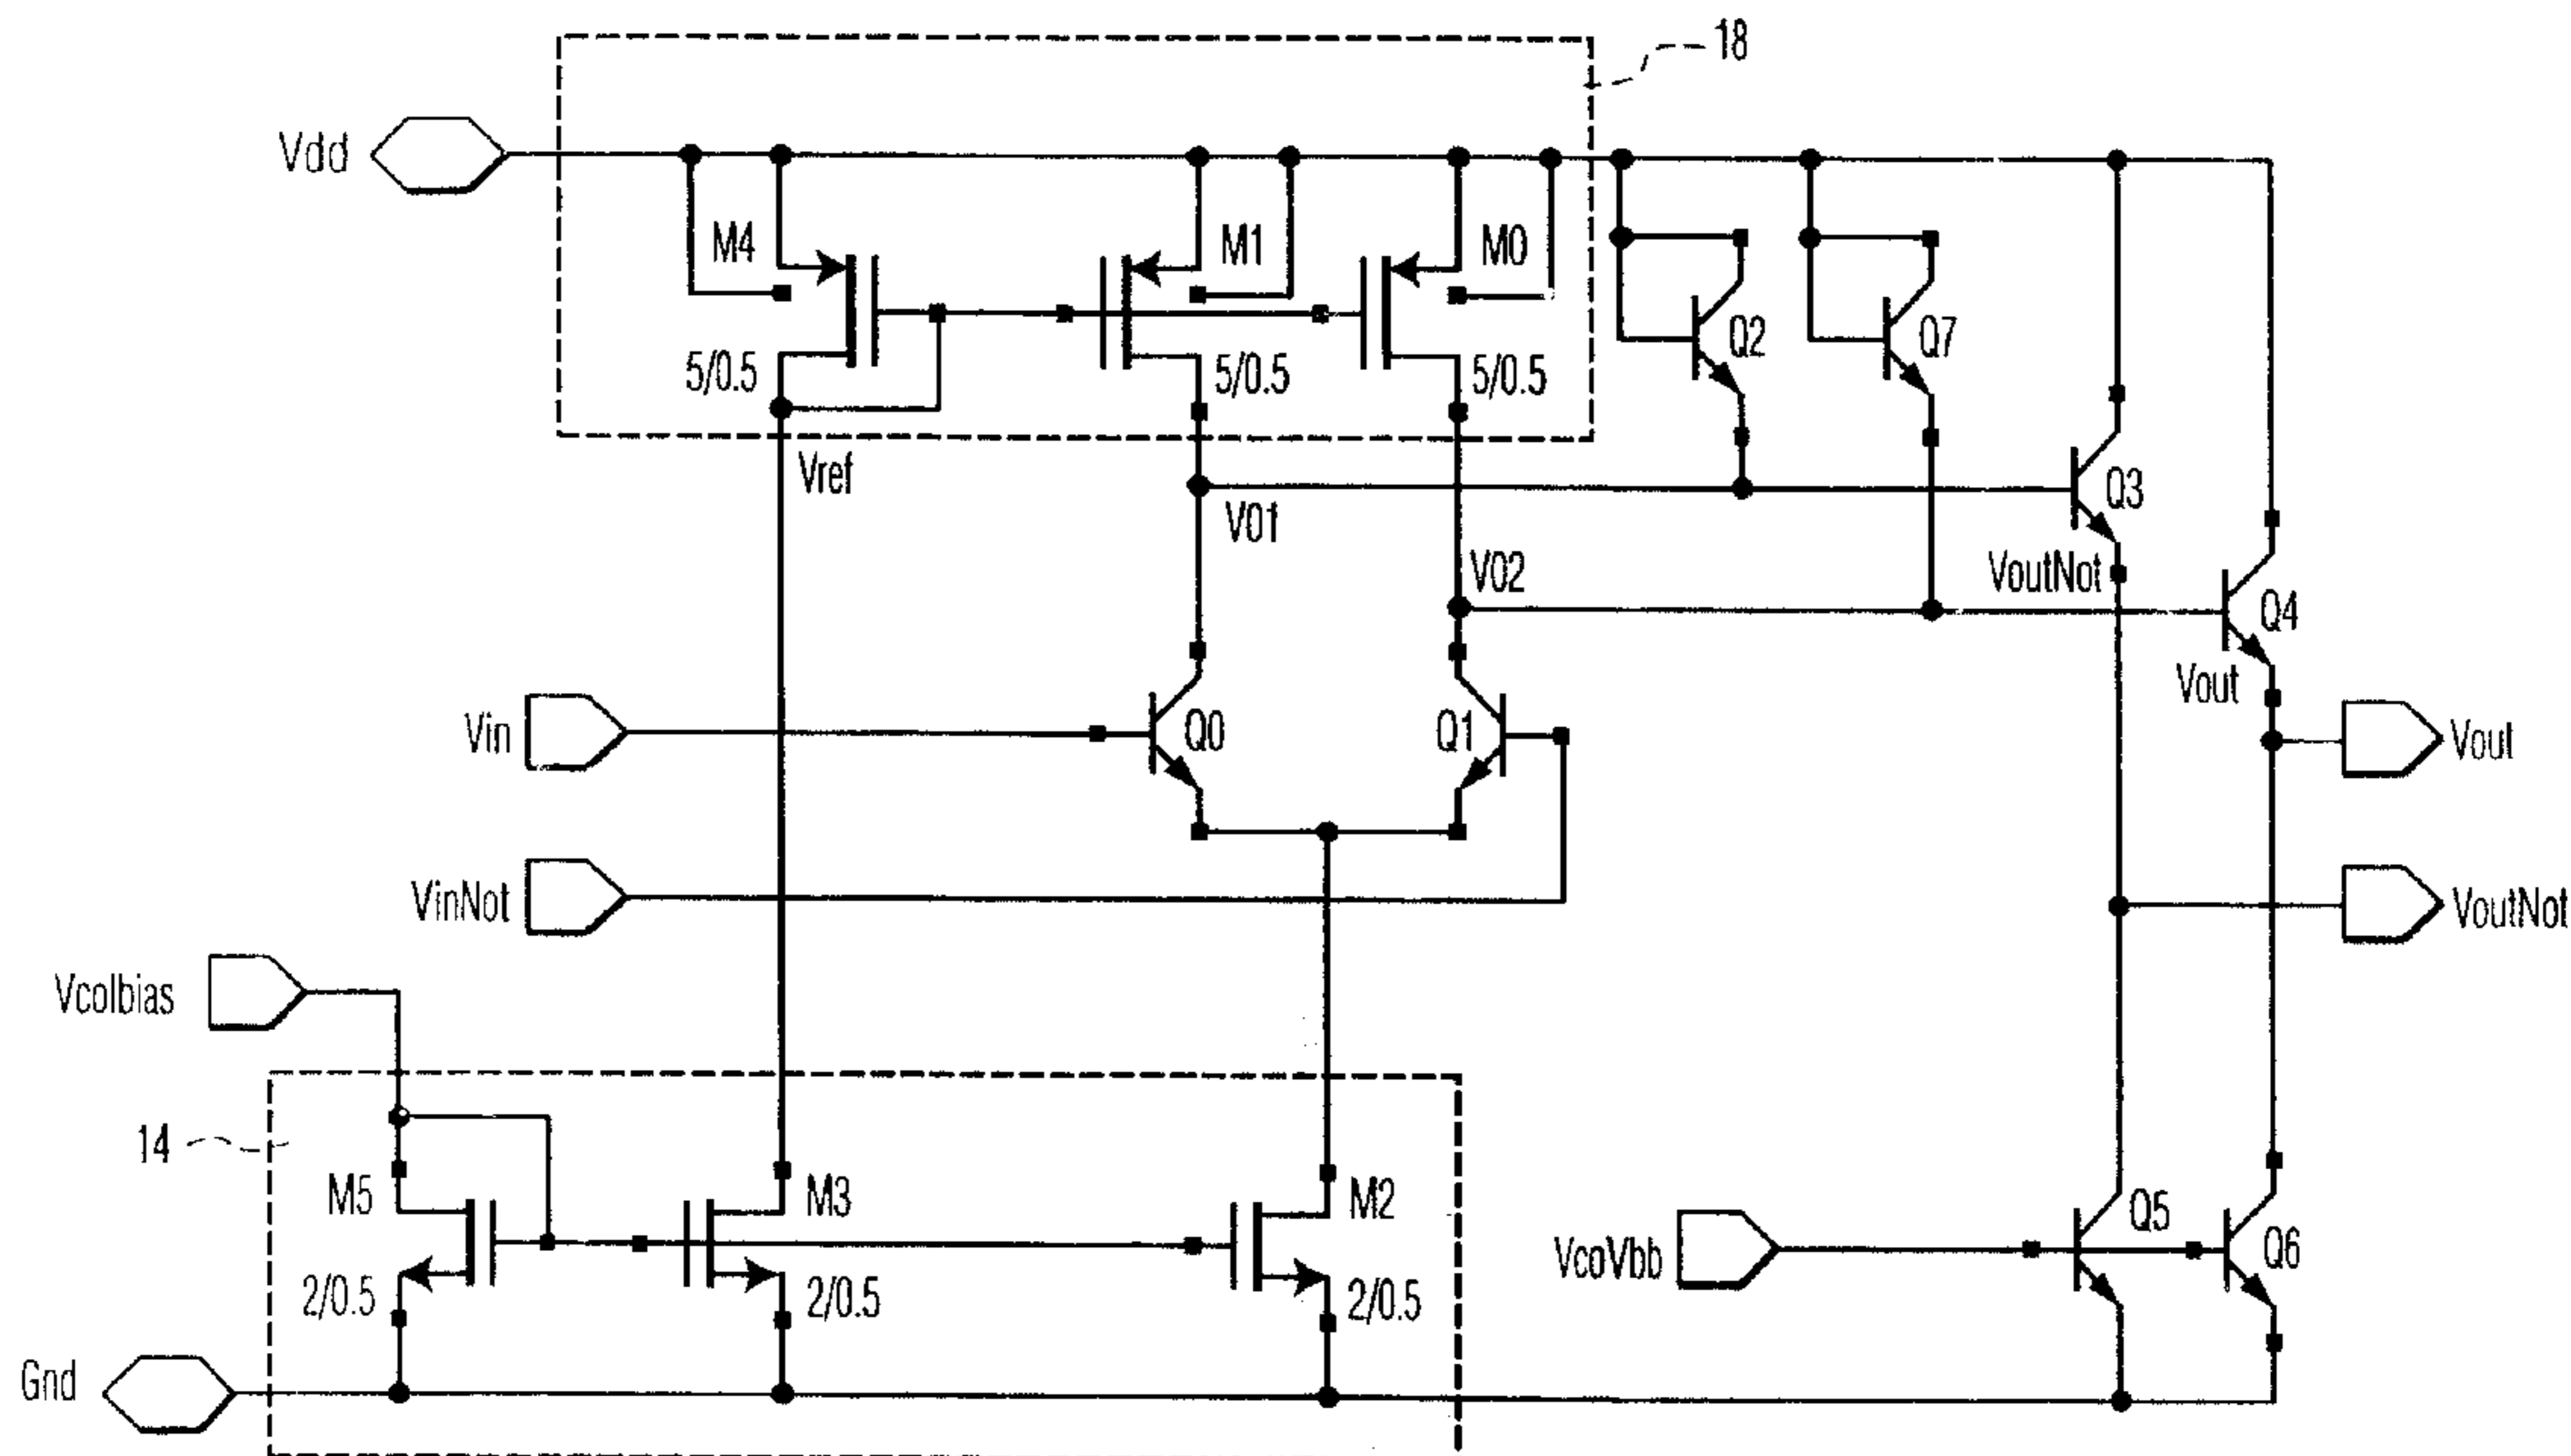 18
Vdd
M4
M1
M0
Q2
Q7
5/0.5
5/0.5
5/0.5
Vref
V01
Q3
V02
VoutNot
Q4
Vin
Q0
Q1
Vout
Vout
VinNot
VoutNot
Vcolbias
14
M5
M3
M2
Q5
VcoVbb
Q6
2/0.5
2/0.5
2/0.5
Gnd